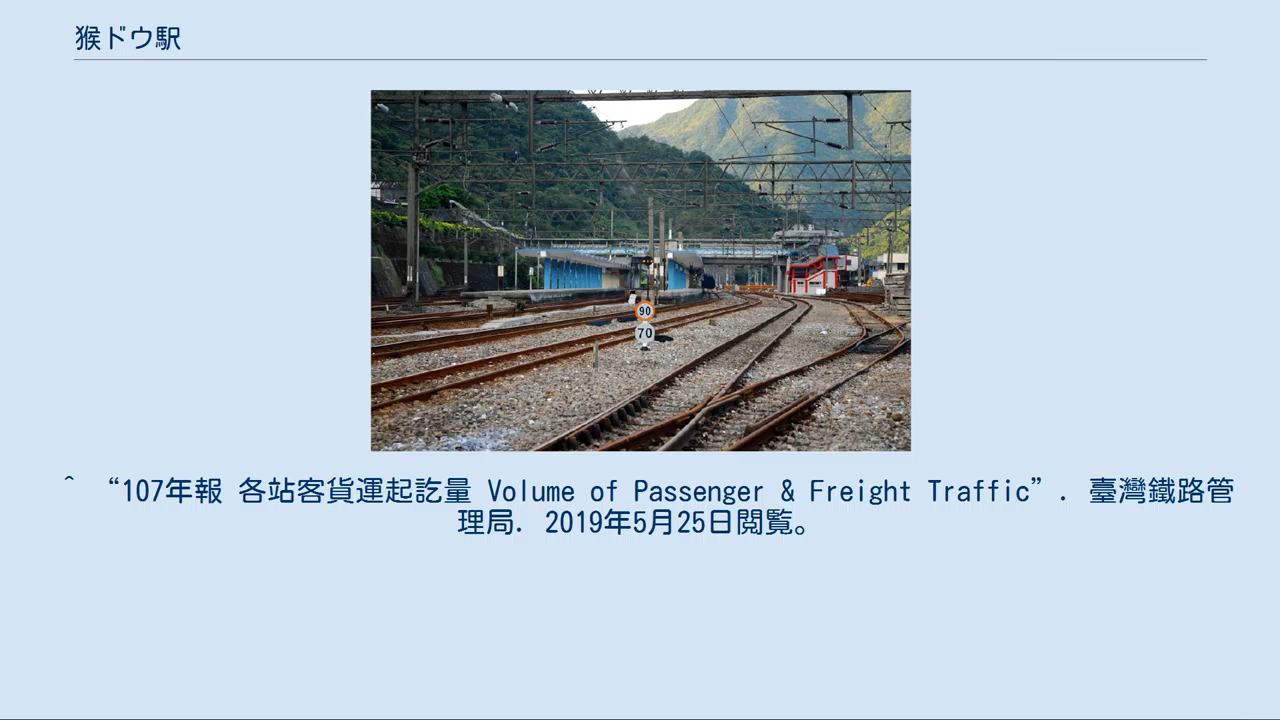 猴ドウ駅
90
70
^ “107年報 各站客貨運起訖量 Volume of Passenger & Freight Traffic”. 臺灣鐵路管
理局. 2019年5月25日閲覧。